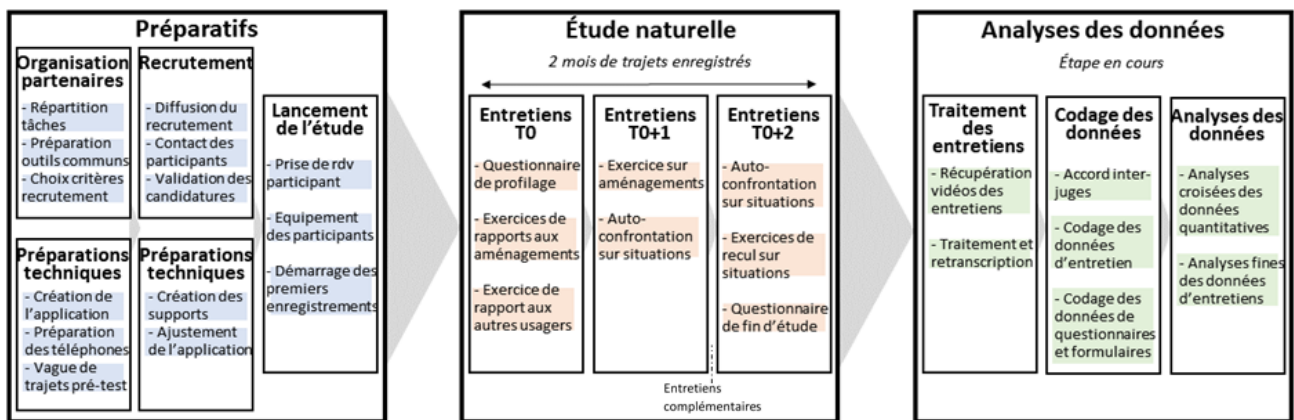 Préparatifs
Organisation
partenaires
- Répartition
tâches
- Préparation
outils communs
- Choix critères
recrutement
Recrutement
- Diffusion du
recrutement
- Contact des
participants
- Validation des
candidatures
Préparations
techniques
- Création de
l'application
- Préparation
des téléphones
- Vague de
trajets pré-test
Préparations
techniques
- Création des
supports
- Ajustement
de l'application
Lancement
de l'étude
- Prise de rdv
participant
- Equipement
des participants
- Démarrage des
premiers
enregistrements
Étude naturelle
2 mois de trajets enregistrés
Entretiens
T0
- Questionnaire
de profilage
- Exercices de
rapports aux
aménagements
- Exercice de
rapport aux
autres usagers
Entretiens
T0+1
- Exercice sur
aménagements
- Auto-
confrontation
sur situations
Entretiens
T0+2
- Auto-
confrontation
sur situations
- Exercices de
recul sur
situations
- Questionnaire
de fin d'étude
Entretiens
complémentaires
Analyses des données
Étape en cours
Traitement
des
entretiens
- Récupération
vidéos des
entretiens
- Traitement et
retranscription
Codage des
données
- Accord inter-
juges
- Codage des
données
d'entretien
- Codage des
données de
questionnaires
et formulaires
Analyses des
données
- Analyses
croisées des
données
quantitatives
- Analyses fines
des données
d'entretiens